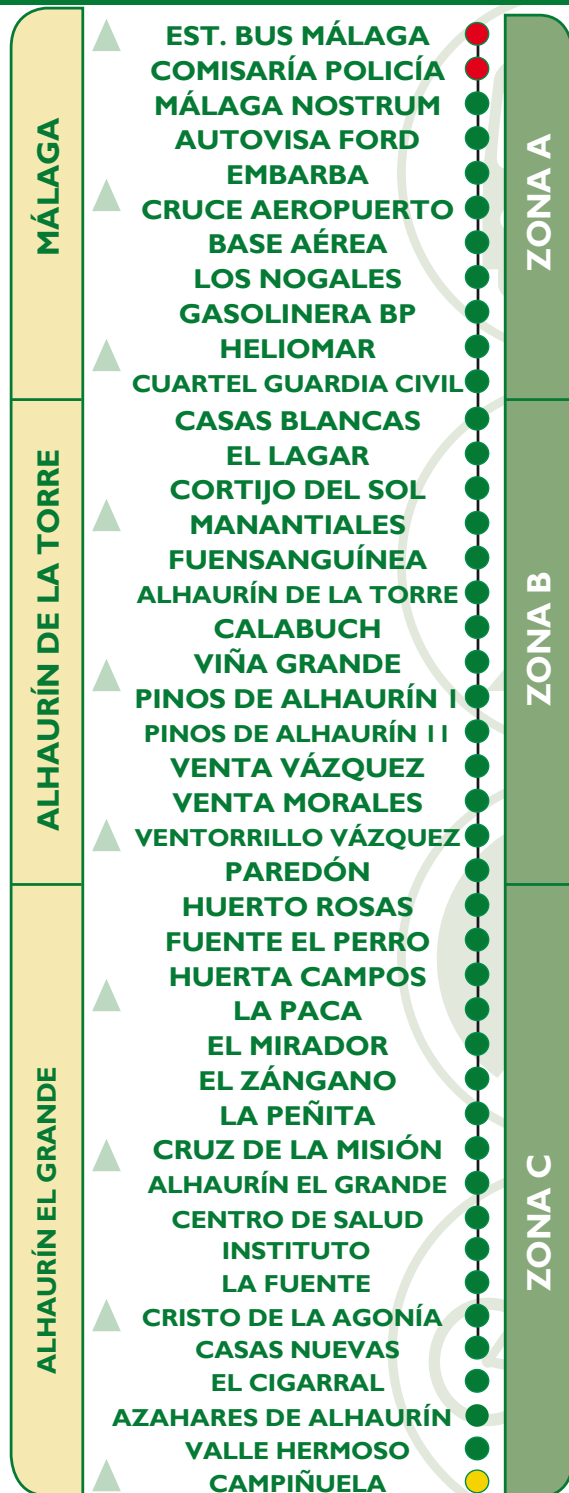 MÁLAGA
EST. BUS MÁLAGA
COMISARÍA POLICÍA
MÁLAGA NOSTRUM
AUTOVISA FORD
EMBARBA
CRUCE AEROPUERTO
BASE AÉREA
LOS NOGALES
GASOLINERA BP
HELIOMAR
CUARTEL GUARDIA CIVIL
ZONA A
ALHAURÍN DE LA TORRE
CASAS BLANCAS
EL LAGAR
CORTIJO DEL SOL
MANANTIALES
FUENSANGUÍNEA
ALHAURÍN DE LA TORRE
CALABUCH
VIÑA GRANDE
PINOS DE ALHAURÍN I
PINOS DE ALHAURÍN 11
VENTA VÁZQUEZ
VENTA MORALES
VENTORRILLO VÁZQUEZ
PAREDÓN
ZONA B
ALHAURÍN EL GRANDE
HUERTO ROSAS
FUENTE EL PERRO
HUERTA CAMPOS
LA PACA
EL MIRADOR
EL ZÁNGANO
LA PEÑITA
CRUZ DE LA MISIÓN
ALHAURÍN EL GRANDE
CENTRO DE SALUD
INSTITUTO
LA FUENTE
CRISTO DE LA AGONÍA
CASAS NUEVAS
EL CIGARRAL
AZAHARES DE ALHAURÍN
VALLE HERMOSO
CAMPIÑUELA
ZONA C